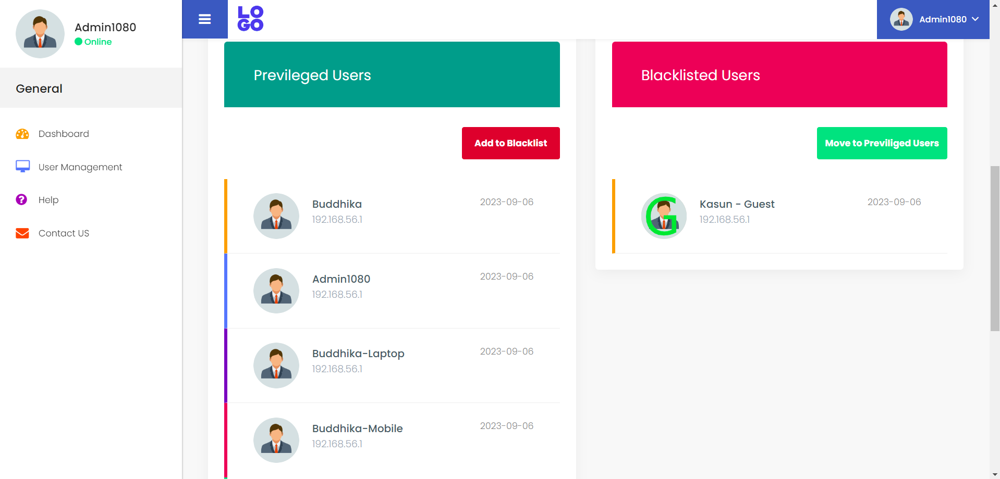 Admin1080
Online
General
Dashboard
User Management
Help
Contact US
LO
GO
Admin1080
Previleged Users
Add to Blacklist
Buddhika
192.168.56.1
2023-09-06
Admin1080
192.168.56.1
2023-09-06
Buddhika-Laptop
192.168.56.1
2023-09-06
Buddhika-Mobile
192.168.56.1
2023-09-06
Blacklisted Users
Move to Previliged Users
G
Kasun - Guest
192.168.56.1
2023-09-06